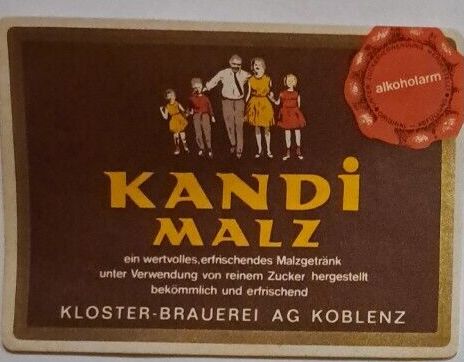 alkoholarm
KANDi
MALZ
ein wertvolles, erfrischendes Malzgetränk
unter Verwendung von reinem Zucker hergestellt
bekömmlich und erfrischend
KLOSTER-BRAUEREI AG KOBLENZ